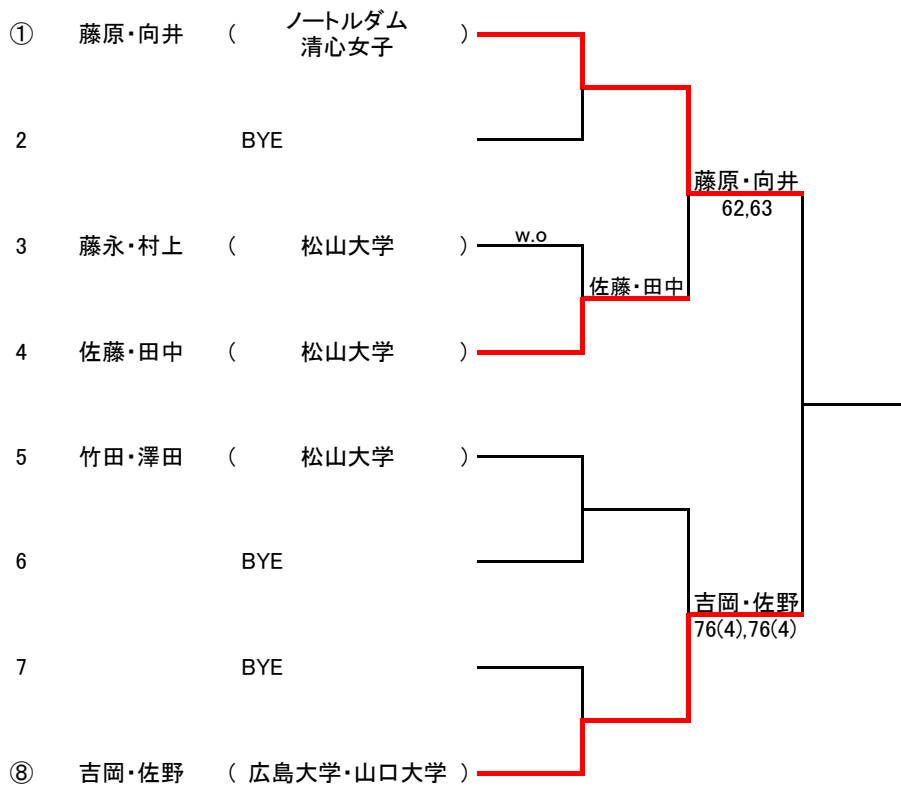 ① 藤原・向井 ( ノートルダム
清心女子 )
2 BYE
藤原・向井
62,63
3 藤永・村上 ( 松山大学 ) w.o
佐藤・田中
4 佐藤・田中 ( 松山大学 )
5 竹田・澤田 ( 松山大学 )
6 BYE
吉岡・佐野
76(4),76(4)
7 BYE
⑧ 吉岡・佐野 ( 広島大学・山口大学 )